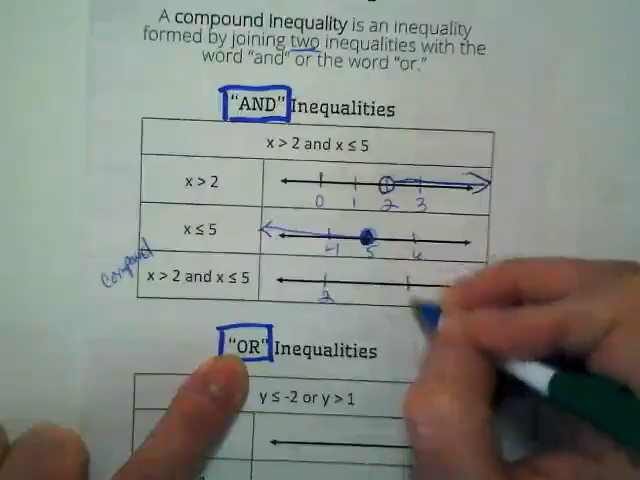 A compound inequality is an inequality
formed by joining two inequalities with the
word "and" or the word "or."
"AND" Inequalities
x > 2 and x ≤ 5
x > 2
0 1 2 3
x ≤ 5
4 5 6
x > 2 and x ≤ 5
2
"OR" Inequalities
y ≤ -2 or y > 1